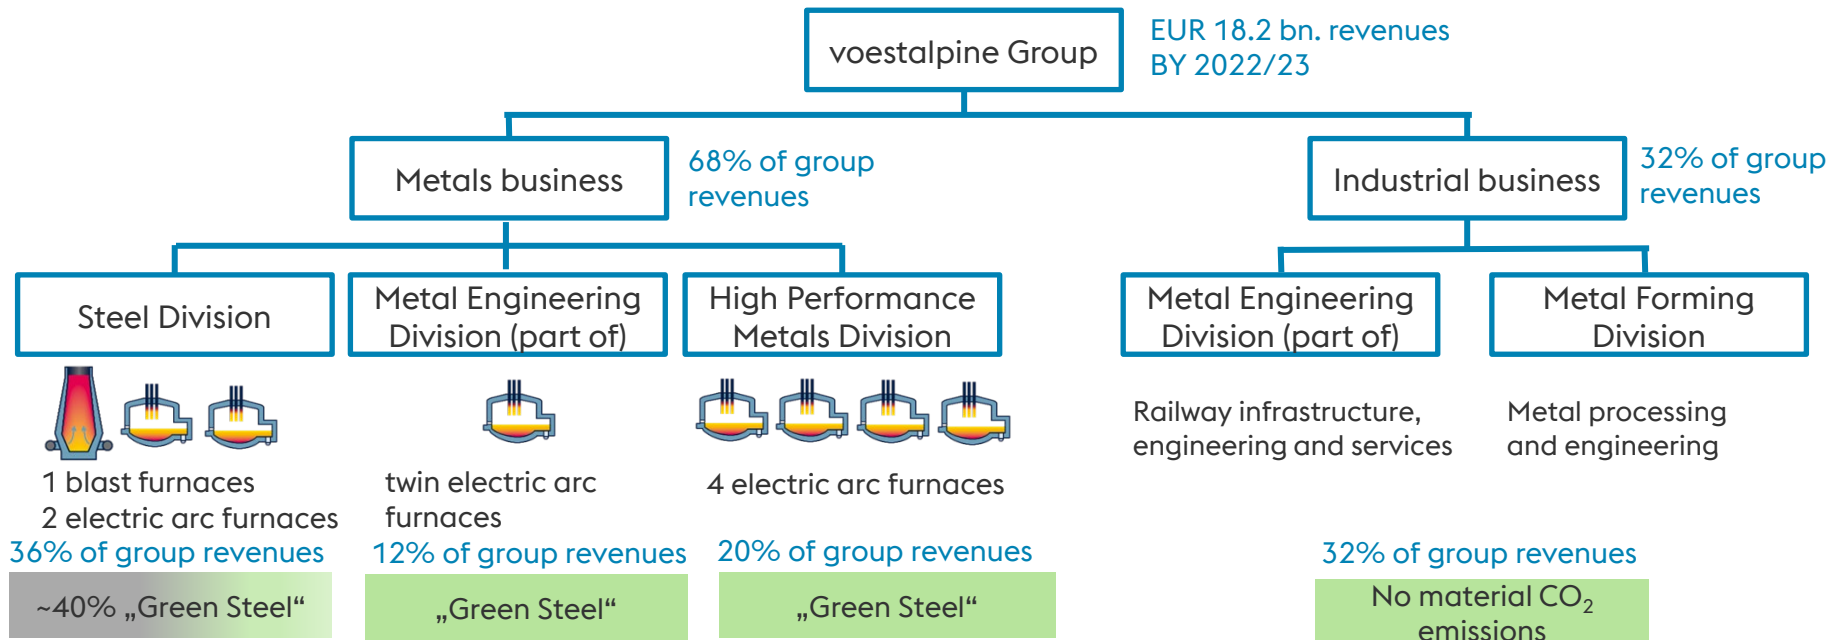 voestalpine Group
EUR 18.2 bn. revenues
BY 2022/23
Metals business
68% of group
revenues
Industrial business
32% of group
revenues
Steel Division
Metal Engineering
Division (part of)
High Performance
Metals Division
Metal Engineering
Division (part of)
Metal Forming
Division
1 blast furnaces
2 electric arc furnaces
twin electric arc
furnaces
4 electric arc furnaces
Railway infrastructure,
engineering and services
Metal processing
and engineering
36% of group revenues
12% of group revenues
20% of group revenues
32% of group revenues
~40% „Green Steel“
„Green Steel“
„Green Steel“
No material CO₂
emissions